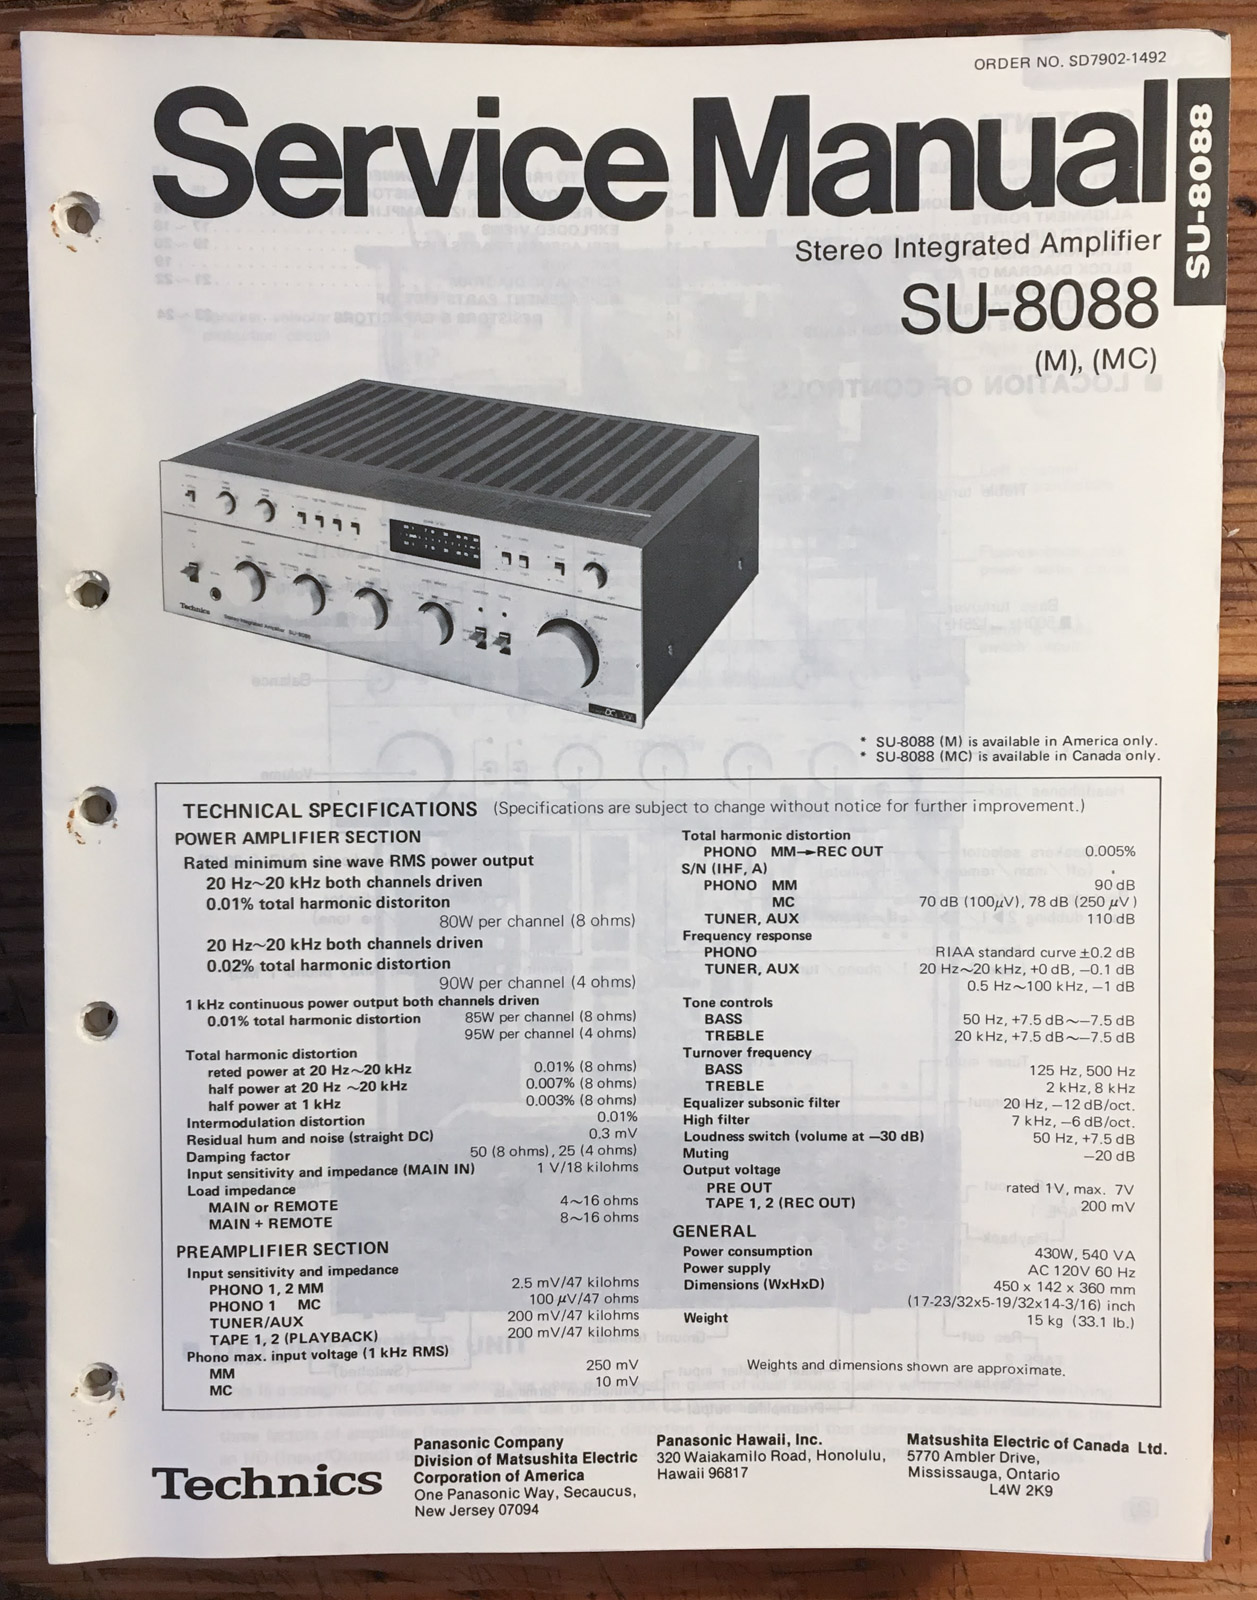 ORDER NO. SD7902-1492
Service Manual
SU-8088
Stereo Integrated Amplifier
SU-8088
(M), (MC)
Technics
Stereo Integrated Amplifier SU-8088
* SU-8088 (M) is available in America only.
* SU-8088 (MC) is available in Canada only.
TECHNICAL SPECIFICATIONS (Specifications are subject to change without notice for further improvement.)
POWER AMPLIFIER SECTION
Rated minimum sine wave RMS power output
20 Hz~20 kHz both channels driven
0.01% total harmonic distoriton
80W per channel (8 ohms)
20 Hz~20 kHz both channels driven
0.02% total harmonic distortion
90W per channel (4 ohms)
1 kHz continuous power output both channels driven
0.01% total harmonic distortion 85W per channel (8 ohms)
95W per channel (4 ohms)
Total harmonic distortion
reted power at 20 Hz~20 kHz 0.01% (8 ohms)
half power at 20 Hz ~20 kHz 0.007% (8 ohms)
half power at 1 kHz 0.003% (8 ohms)
Intermodulation distortion 0.01%
Residual hum and noise (straight DC) 0.3 mV
Damping factor 50 (8 ohms), 25 (4 ohms)
Input sensitivity and impedance (MAIN IN) 1 V/18 kilohms
Load impedance
MAIN or REMOTE 4~16 ohms
MAIN + REMOTE 8~16 ohms
PREAMPLIFIER SECTION
Input sensitivity and impedance
PHONO 1, 2 MM 2.5 mV/47 kilohms
PHONO 1 MC 100 μV/47 ohms
TUNER/AUX 200 mV/47 kilohms
TAPE 1, 2 (PLAYBACK) 200 mV/47 kilohms
Phono max. input voltage (1 kHz RMS)
MM 250 mV
MC 10 mV
Total harmonic distortion
PHONO MM→REC OUT 0.005%
S/N (IHF, A)
PHONO MM 90 dB
MC 70 dB (100μV), 78 dB (250 μV)
TUNER, AUX 110 dB
Frequency response
PHONO RIAA standard curve ±0.2 dB
TUNER, AUX 20 Hz~20 kHz, +0 dB, −0.1 dB
0.5 Hz~100 kHz, −1 dB
Tone controls
BASS 50 Hz, +7.5 dB~−7.5 dB
TREBLE 20 kHz, +7.5 dB~−7.5 dB
Turnover frequency
BASS 125 Hz, 500 Hz
TREBLE 2 kHz, 8 kHz
Equalizer subsonic filter 20 Hz, −12 dB/oct.
High filter 7 kHz, −6 dB/oct.
Loudness switch (volume at −30 dB) 50 Hz, +7.5 dB
Muting −20 dB
Output voltage
PRE OUT rated 1V, max. 7V
TAPE 1, 2 (REC OUT) 200 mV
GENERAL
Power consumption 430W, 540 VA
Power supply AC 120V 60 Hz
Dimensions (WxHxD) 450 x 142 x 360 mm
(17-23/32x5-19/32x14-3/16) inch
Weight 15 kg (33.1 lb.)
Weights and dimensions shown are approximate.
Technics
Panasonic Company
Division of Matsushita Electric
Corporation of America
One Panasonic Way, Secaucus,
New Jersey 07094
Panasonic Hawaii, Inc.
320 Waiakamilo Road, Honolulu,
Hawaii 96817
Matsushita Electric of Canada Ltd.
5770 Ambler Drive,
Mississauga, Ontario
L4W 2K9